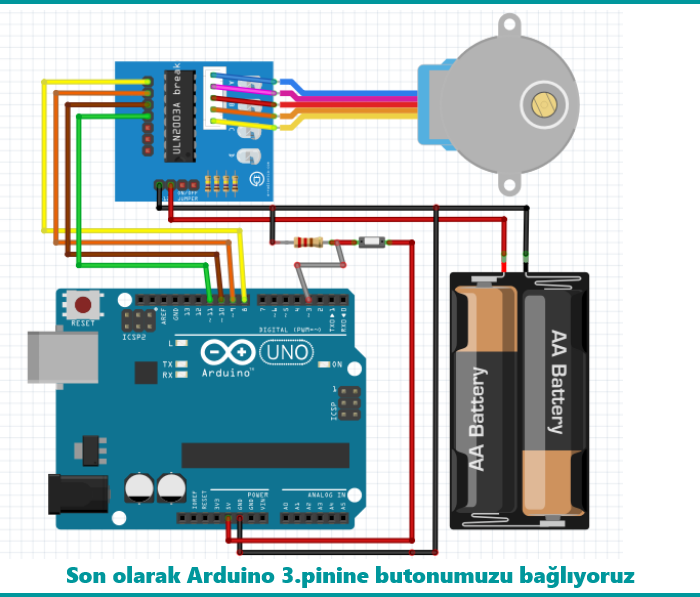 ULN2003A break
A
ON/OFF
JUMPER
RESET
ICSP2
AREF
GND
13
12
~11
~10
~9
8
7
~6
~5
4
~3
2
TX0▸1
RX0◂0
DIGITAL (PWM=~)
L
TX
RX
UNO
Arduino™
ON
1
ICSP
AA Battery
AA Battery
POWER
ANALOG IN
IOREF
RESET
3V3
5V
GND
GND
VIN
A0
A1
A2
A3
A4
A5
Son olarak Arduino 3.pinine butonumuzu bağlıyoruz